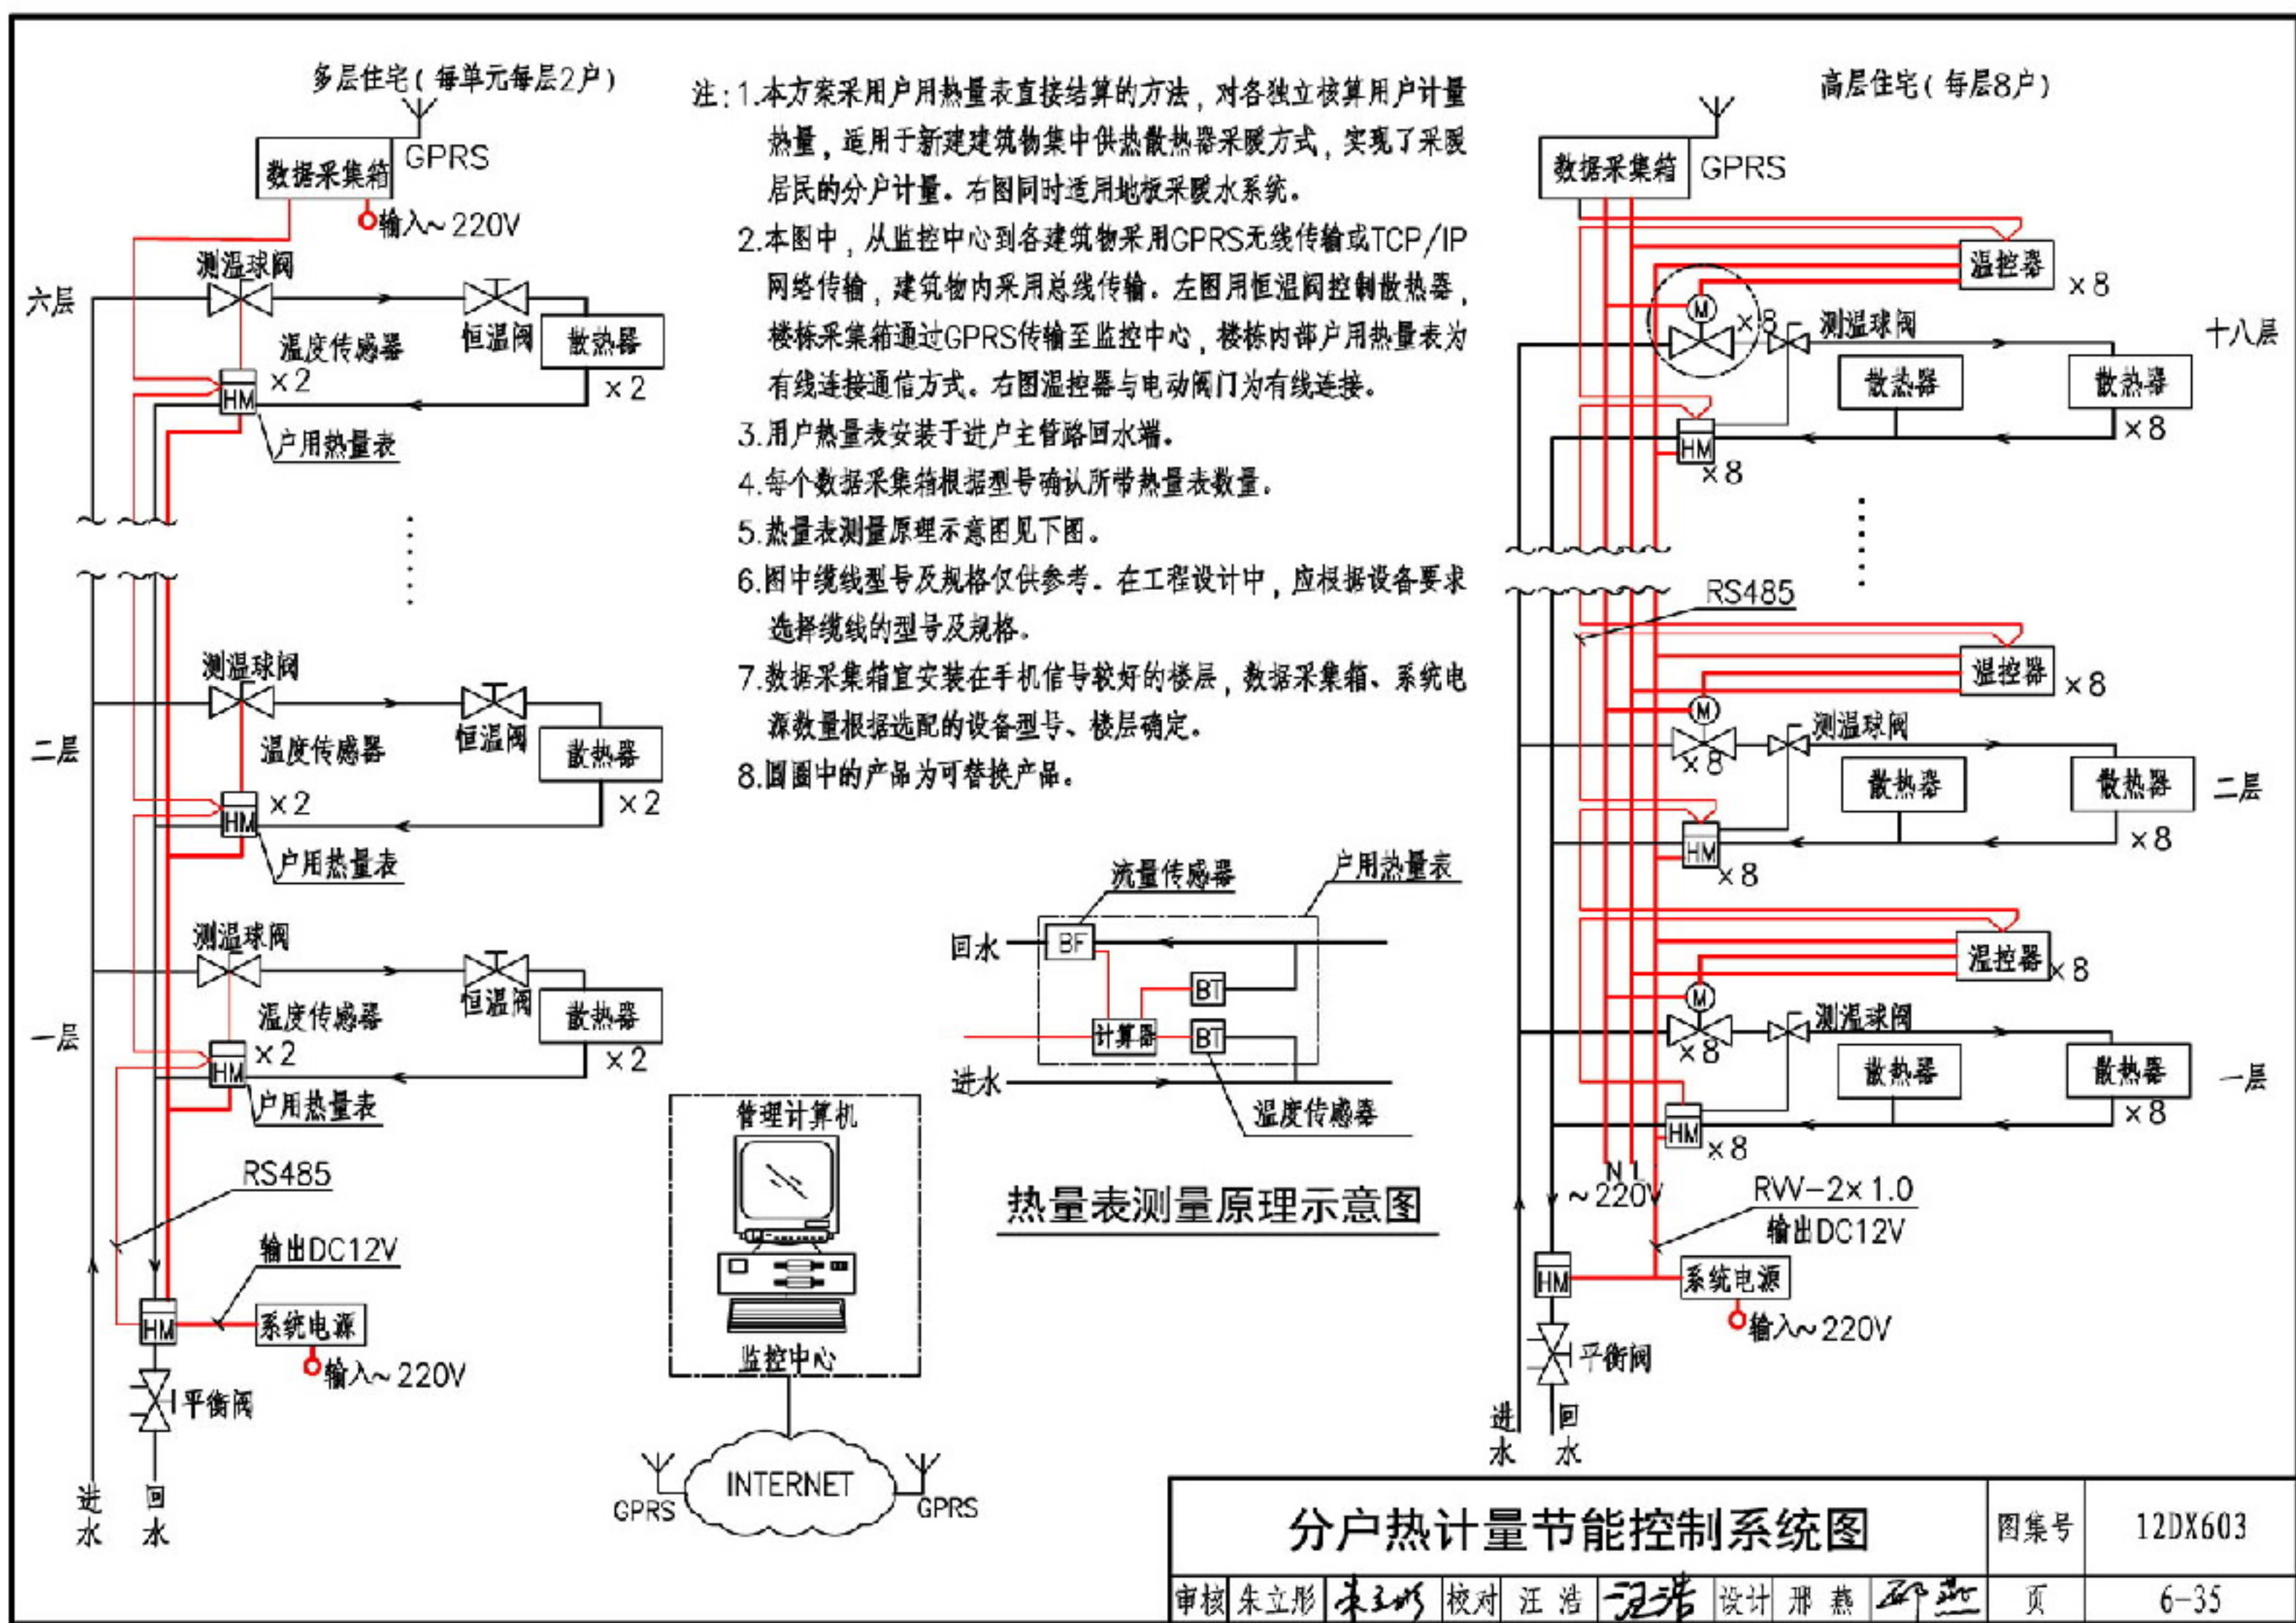 多层住宅(每单元每层2户)
数据采集箱
GPRS
输入~220V
测温球阀
六层
温度传感器
恒温阀
散热器
×2
×2
HM
户用热量表
测温球阀
二层
温度传感器
恒温阀
散热器
×2
×2
HM
户用热量表
测温球阀
一层
温度传感器
恒温阀
散热器
×2
×2
HM
户用热量表
RS485
输出DC12V
HM
系统电源
输入~220V
平衡阀
进水
回水
注:1.本方案采用户用热量表直接结算的方法,对各独立核算用户计量
热量,适用于新建建筑物集中供热散热器采暖方式,实现了采暖
居民的分户计量。右图同时适用地板采暖水系统。
2.本图中,从监控中心到各建筑物采用GPRS无线传输或TCP/IP
网络传输,建筑物内采用总线传输。左图用恒温阀控制散热器,
楼栋采集箱通过GPRS传输至监控中心,楼栋内部户用热量表为
有线连接通信方式。右图温控器与电动阀门为有线连接。
3.用户热量表安装于进户主管路回水端。
4.每个数据采集箱根据型号确认所带热量表数量。
5.热量表测量原理示意图见下图。
6.图中缆线型号及规格仅供参考。在工程设计中,应根据设备要求
选择缆线的型号及规格。
7.数据采集箱宜安装在手机信号较好的楼层,数据采集箱、系统电
源数量根据选配的设备型号、楼层确定。
8.圆圈中的产品为可替换产品。
流量传感器
户用热量表
回水
BF
BT
计算器
BT
进水
温度传感器
热量表测量原理示意图
管理计算机
监控中心
INTERNET
GPRS
GPRS
高层住宅(每层8户)
数据采集箱
GPRS
温控器
×8
M
×8
测温球阀
十八层
散热器
散热器
×8
HM
×8
RS485
温控器
×8
M
×8
测温球阀
散热器
散热器
二层
×8
HM
×8
温控器
×8
M
×8
测温球阀
散热器
散热器
一层
×8
HM
×8
N L
~220V
RVV-2×1.0
输出DC12V
HM
系统电源
输入~220V
平衡阀
进水
回水
分户热计量节能控制系统图
图集号
12DX603
审核 朱立彤 朱立彤 校对 汪浩 汪浩 设计 邢燕 邢燕 页 6-35